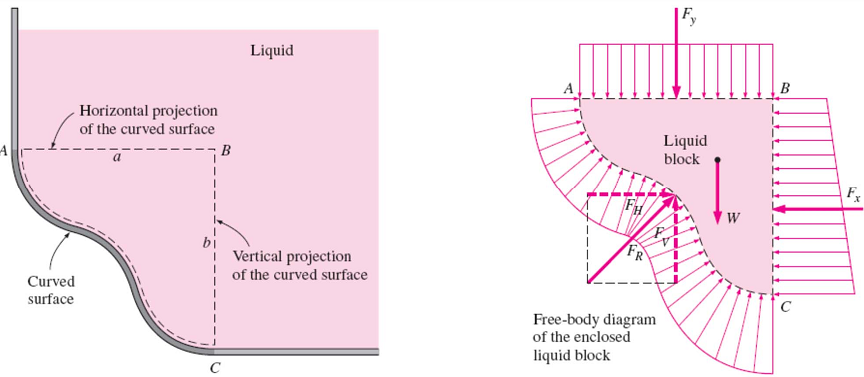 Liquid
Horizontal projection
of the curved surface
A
a
B
b
Vertical projection
of the curved surface
Curved
surface
C
F_y
A
B
Liquid
block
F_x
F_H
W
F_V
F_R
C
Free-body diagram
of the enclosed
liquid block